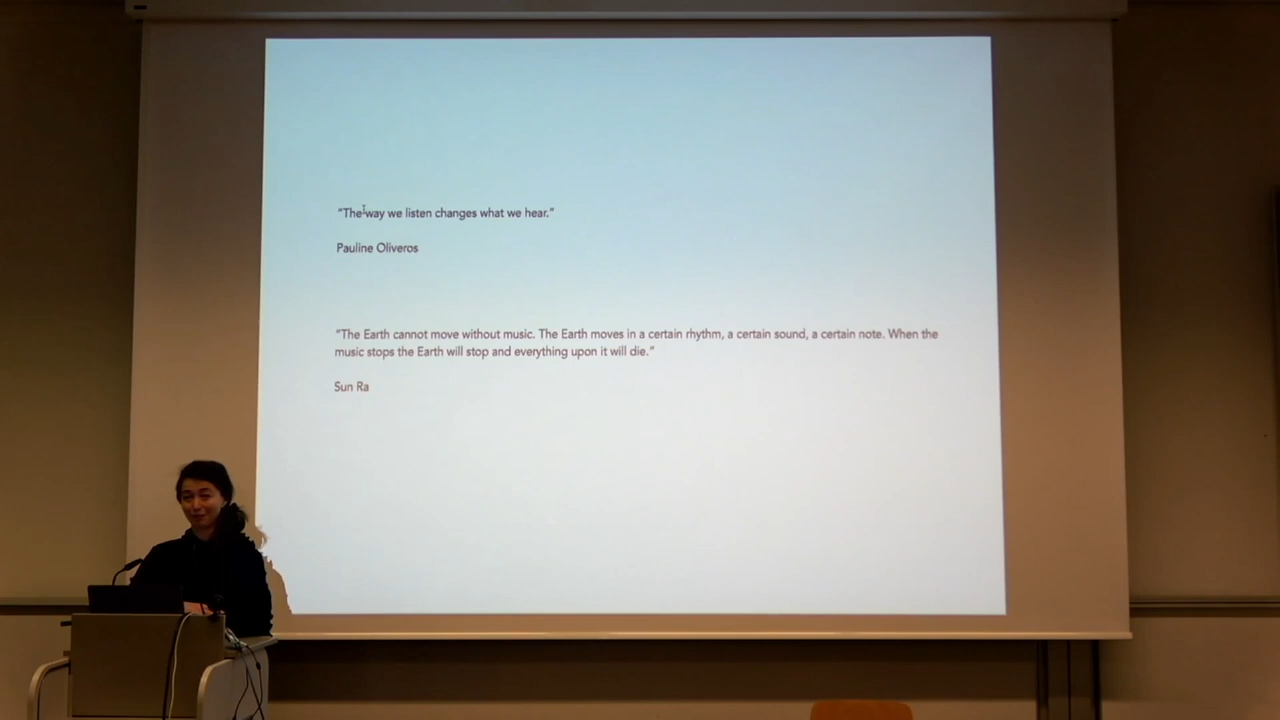 “The way we listen changes what we hear.”
Pauline Oliveros
“The Earth cannot move without music. The Earth moves in a certain rhythm, a certain sound, a certain note. When the
music stops the Earth will stop and everything upon it will die.”
Sun Ra